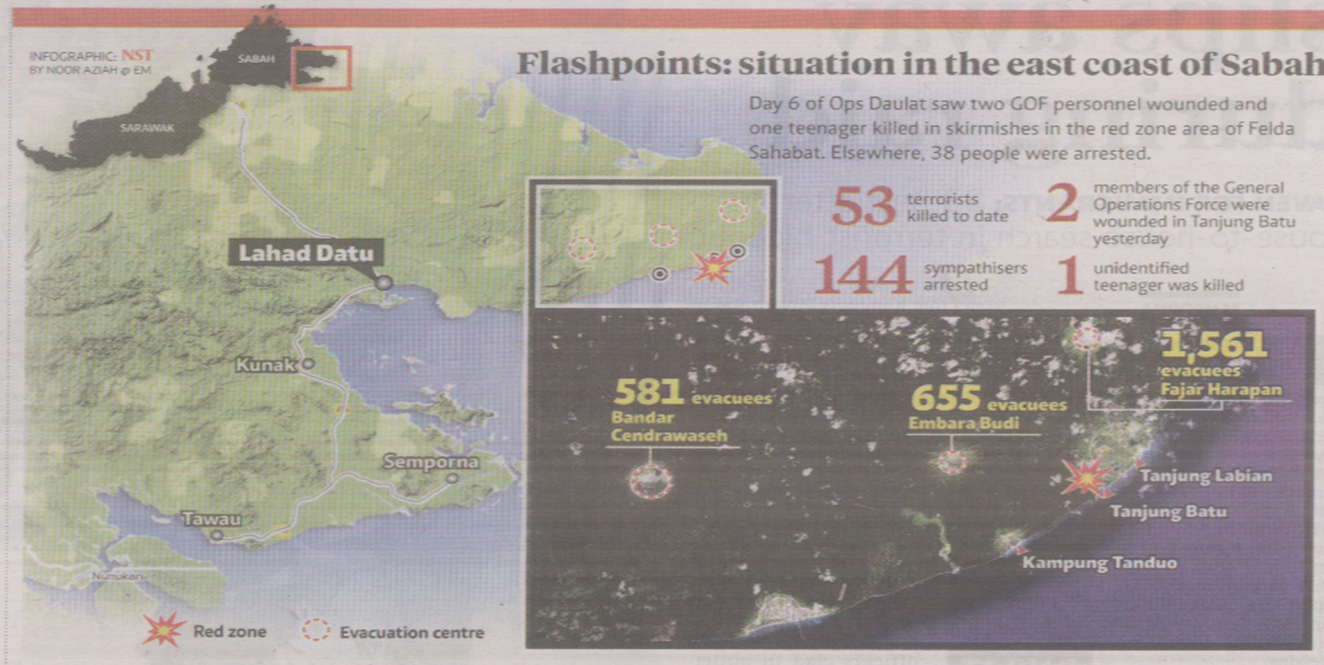 INFOGRAPHIC: NST
BY NOOR AZIAH @ EM
SABAH
SARAWAK
Flashpoints: situation in the east coast of Sabah
Day 6 of Ops Daulat saw two GOF personnel wounded and
one teenager killed in skirmishes in the red zone area of Felda
Sahabat. Elsewhere, 38 people were arrested.
53 terrorists
killed to date
2 members of the General
Operations Force were
wounded in Tanjung Batu
yesterday
144 sympathisers
arrested
1 unidentified
teenager was killed
Lahad Datu
Kunak
Semporna
Tawau
Nunukan
581 evacuees
Bandar
Cendrawaseh
655 evacuees
Embara Budi
1,561
evacuees
Fajar Harapan
Tanjung Labian
Tanjung Batu
Kampung Tanduo
Red zone
Evacuation centre